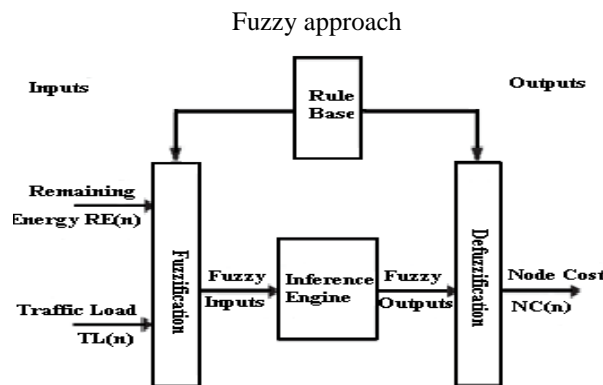 Fuzzy approach
Inputs
Rule
Base
Outputs
Remaining
Energy RE(n)
Traffic Load
TL(n)
Fuzzification
Fuzzy
Inputs
Inference
Engine
Fuzzy
Outputs
Defuzzification
Node Cost
NC(n)